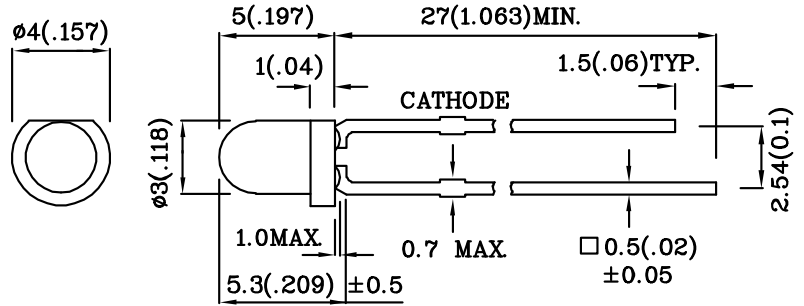 5(.197)
27(1.063)MIN.
ø4(.157)
1(.04)
1.5(.06)TYP.
CATHODE
ø3(.118)
2.54(0.1)
1.0MAX.
0.7 MAX.
□ 0.5(.02)
±0.05
5.3(.209) ±0.5